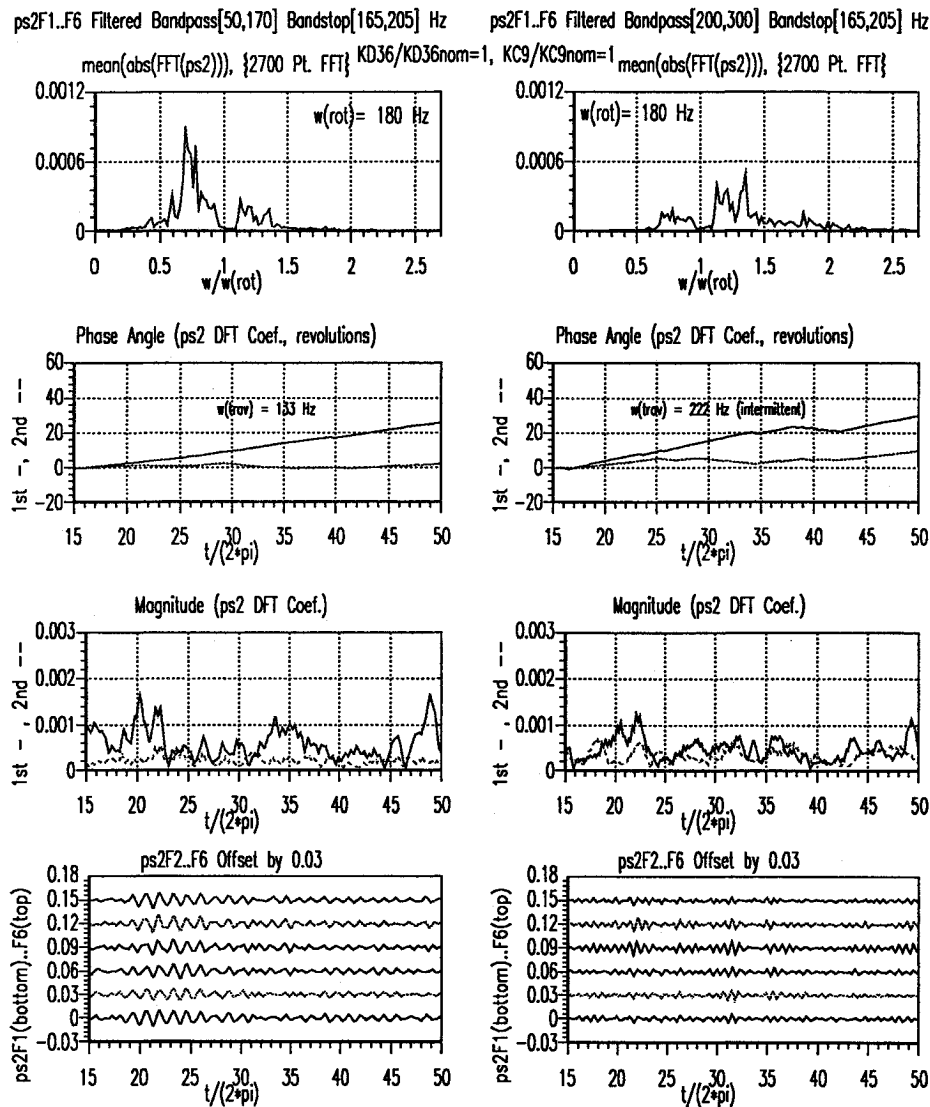 ps2F1..F6 Filtered Bandpass[50,170] Bandstop[165,205] Hz
ps2F1..F6 Filtered Bandpass[200,300] Bandstop[165,205] Hz
KD36/KD36nom=1, KC9/KC9nom=1
mean(abs(FFT(ps2))), {2700 Pt. FFT}
0.0012
0.0006
0
w(rot)= 180 Hz
0 0.5 1 1.5 2 2.5
w/w(rot)
mean(abs(FFT(ps2))), {2700 Pt. FFT}
0.0012
0.0006
0
w(rot)= 180 Hz
0 0.5 1 1.5 2 2.5
w/w(rot)
Phase Angle (ps2 DFT Coef., revolutions)
1st -, 2nd --
60
40
20
0
-20
w(trav) = 133 Hz
15 20 25 30 35 40 45 50
t/(2*pi)
Phase Angle (ps2 DFT Coef., revolutions)
1st -, 2nd --
60
40
20
0
-20
w(trav) = 222 Hz (intermittent)
15 20 25 30 35 40 45 50
t/(2*pi)
Magnitude (ps2 DFT Coef.)
1st - , 2nd --
0.003
0.002
0.001
0
15 20 25 30 35 40 45 50
t/(2*pi)
Magnitude (ps2 DFT Coef.)
1st - , 2nd --
0.003
0.002
0.001
0
15 20 25 30 35 40 45 50
t/(2*pi)
ps2F2..F6 Offset by 0.03
ps2F1(bottom)..F6(top)
0.18
0.15
0.12
0.09
0.06
0.03
0
-0.03
15 20 25 30 35 40 45 50
t/(2*pi)
ps2F2..F6 Offset by 0.03
ps2F1(bottom)..F6(top)
0.18
0.15
0.12
0.09
0.06
0.03
0
-0.03
15 20 25 30 35 40 45 50
t/(2*pi)